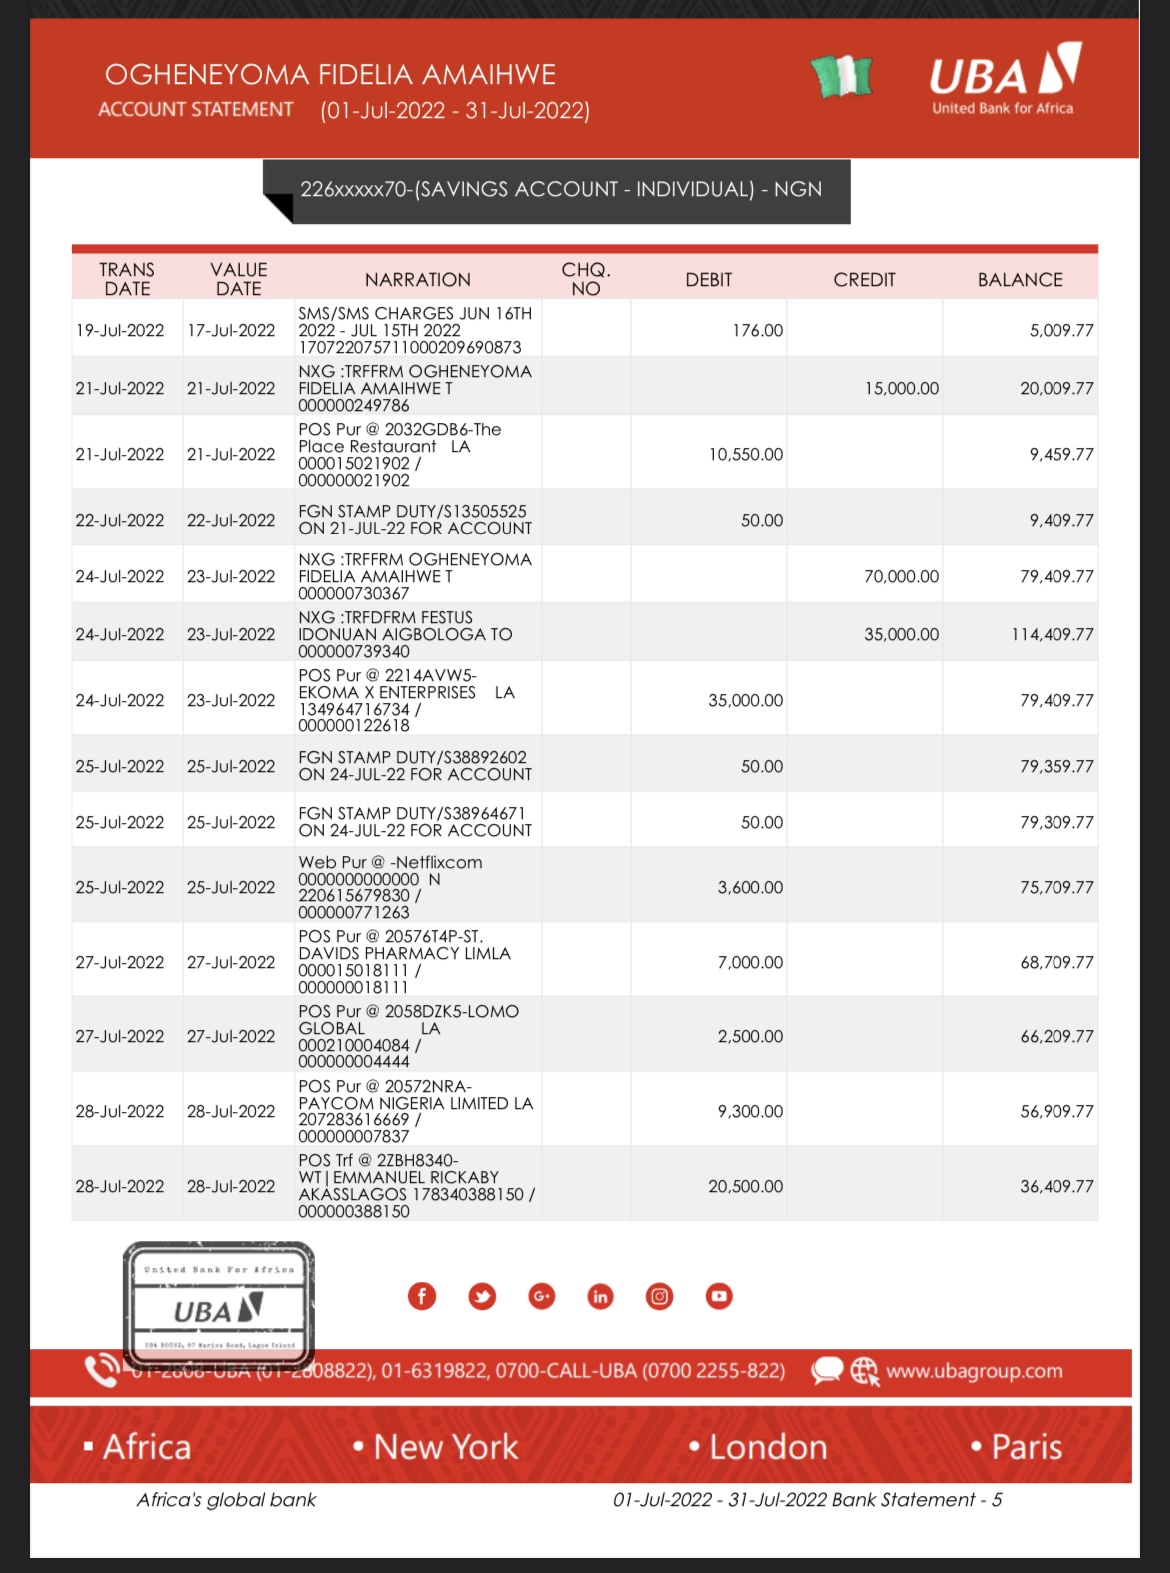 OGHENEYOMA FIDELIA AMAIHWE
ACCOUNT STATEMENT (01-Jul-2022 - 31-Jul-2022)
UBA
United Bank for Africa
226xxxxx70-(SAVINGS ACCOUNT - INDIVIDUAL) - NGN
TRANS DATE VALUE DATE NARRATION CHQ. NO DEBIT CREDIT BALANCE
SMS/SMS CHARGES JUN 16TH
19-Jul-2022 17-Jul-2022 2022 - JUL 15TH 2022 176.00 5,009.77
170722075711000209690873
NXG :TRFFRM OGHENEYOMA
21-Jul-2022 21-Jul-2022 FIDELIA AMAIHWE T 15,000.00 20,009.77
000000249786
POS Pur @ 2032GDB6-The
Place Restaurant LA
21-Jul-2022 21-Jul-2022 000015021902 / 10,550.00 9,459.77
000000021902
FGN STAMP DUTY/S13505525
22-Jul-2022 22-Jul-2022 ON 21-JUL-22 FOR ACCOUNT 50.00 9,409.77
NXG :TRFFRM OGHENEYOMA
24-Jul-2022 23-Jul-2022 FIDELIA AMAIHWE T 70,000.00 79,409.77
000000730367
NXG :TRFDFRM FESTUS
24-Jul-2022 23-Jul-2022 IDONUAN AIGBOLOGA TO 35,000.00 114,409.77
000000739340
POS Pur @ 2214AVW5-
EKOMA X ENTERPRISES LA
24-Jul-2022 23-Jul-2022 134964716734 / 35,000.00 79,409.77
000000122618
FGN STAMP DUTY/S38892602
25-Jul-2022 25-Jul-2022 ON 24-JUL-22 FOR ACCOUNT 50.00 79,359.77
FGN STAMP DUTY/S38964671
25-Jul-2022 25-Jul-2022 ON 24-JUL-22 FOR ACCOUNT 50.00 79,309.77
Web Pur @ -Netflixcom
0000000000000 N
25-Jul-2022 25-Jul-2022 220615679830 / 3,600.00 75,709.77
000000771263
POS Pur @ 20576T4P-ST.
DAVIDS PHARMACY LIMLA
27-Jul-2022 27-Jul-2022 000015018111 / 7,000.00 68,709.77
000000018111
POS Pur @ 2058DZK5-LOMO
GLOBAL LA
27-Jul-2022 27-Jul-2022 000210004084 / 2,500.00 66,209.77
000000004444
POS Pur @ 20572NRA-
PAYCOM NIGERIA LIMITED LA
28-Jul-2022 28-Jul-2022 207283616669 / 9,300.00 56,909.77
000000007837
POS Trf @ 2ZBH8340-
WT|EMMANUEL RICKABY
28-Jul-2022 28-Jul-2022 AKASSLAGOS 178340388150 / 20,500.00 36,409.77
000000388150
United Bank For Africa
UBA
UBA HOUSE, 57 Marina Road, Lagos Island
01-2808-UBA (01-2808822), 01-6319822, 0700-CALL-UBA (0700 2255-822) www.ubagroup.com
▪ Africa • New York • London • Paris
Africa's global bank 01-Jul-2022 - 31-Jul-2022 Bank Statement - 5